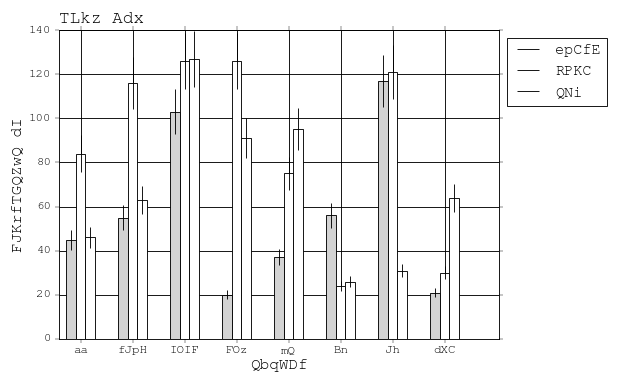 TLkz Adx
140
120
100
80
60
40
20
0
FJKrfTGQZwQ dI
aa fJpH IOIF FOz mQ Bn Jh dXC
QbqWDf
epCfE
RPKC
QNi